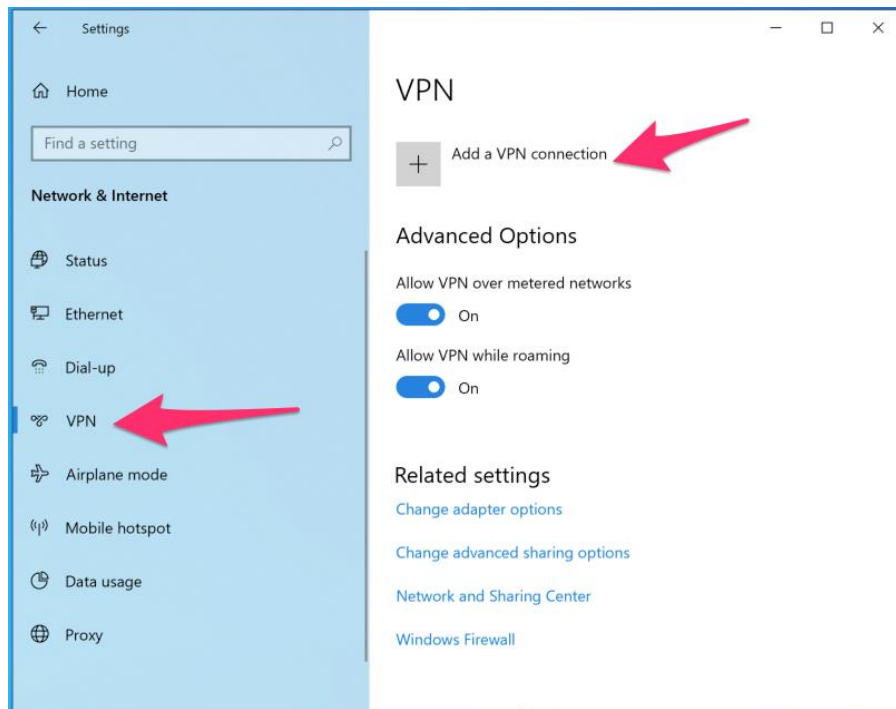 Settings
Home
Find a setting
Network & Internet
Status
Ethernet
Dial-up
VPN
Airplane mode
Mobile hotspot
Data usage
Proxy
VPN
Add a VPN connection
Advanced Options
Allow VPN over metered networks
On
Allow VPN while roaming
On
Related settings
Change adapter options
Change advanced sharing options
Network and Sharing Center
Windows Firewall